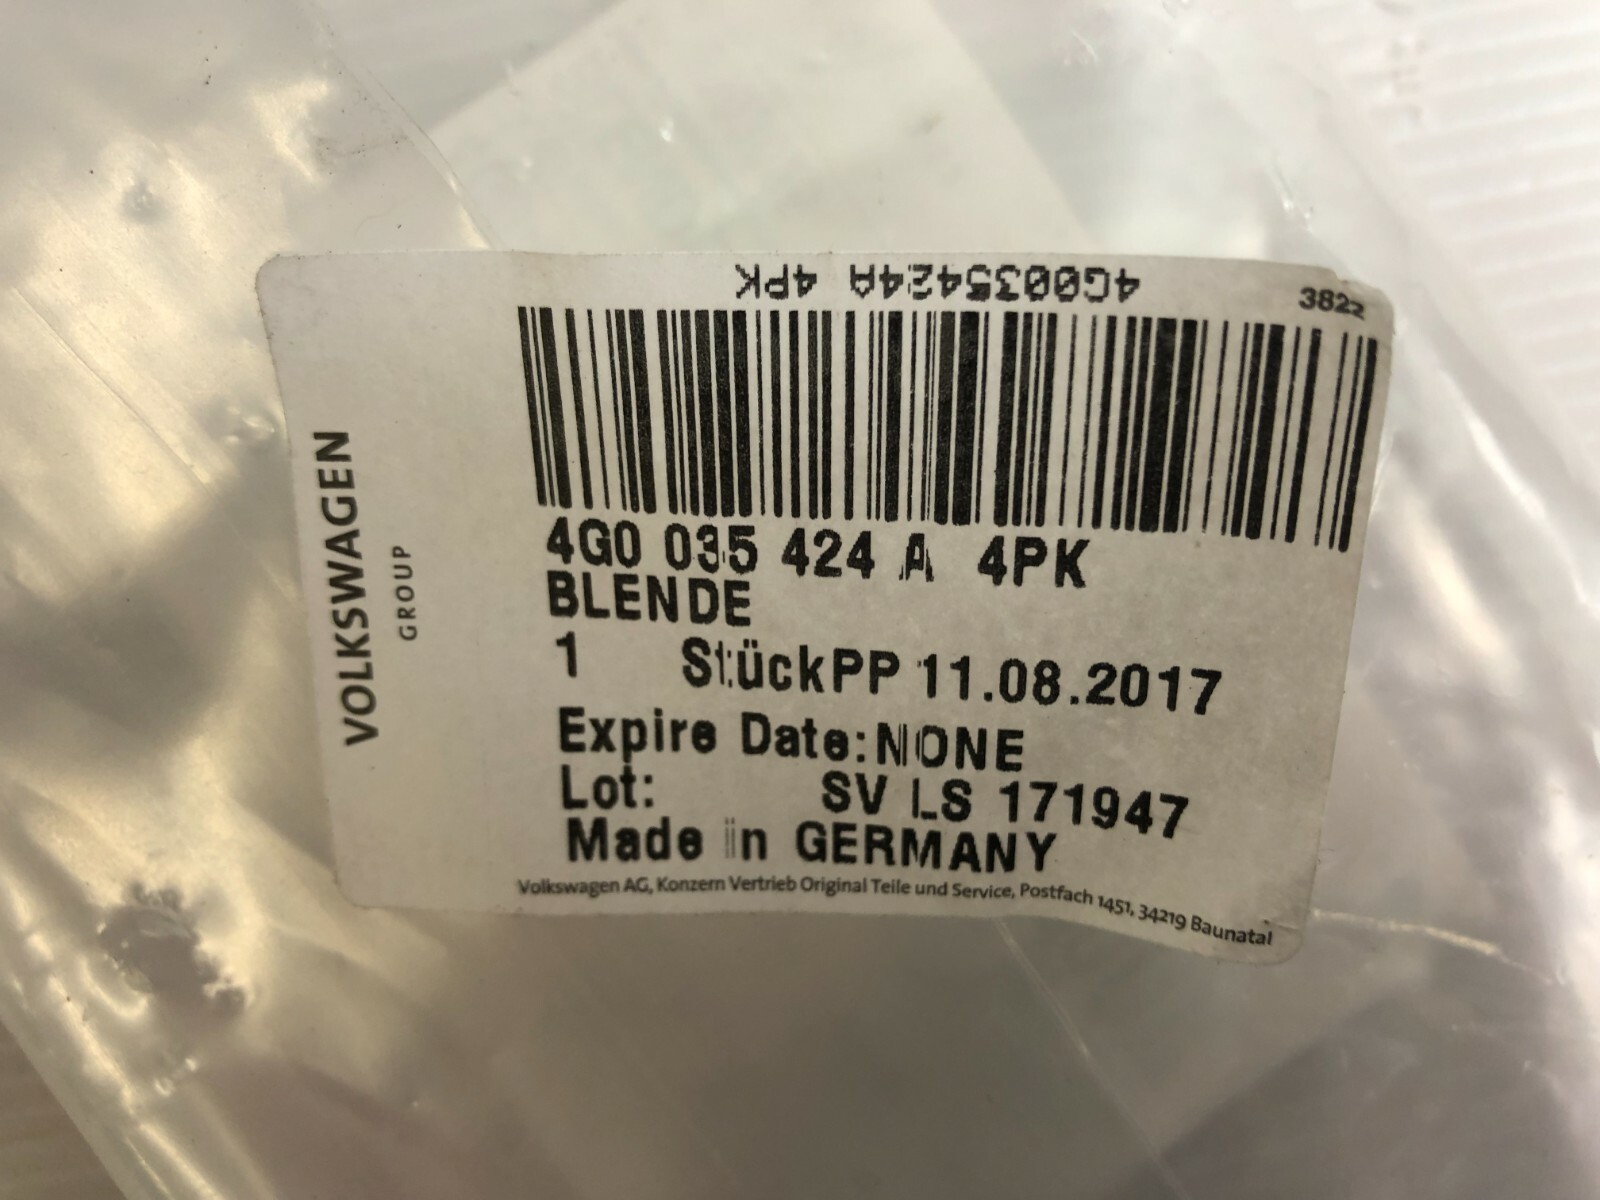 4G0035424A 4PK
3822
VOLKSWAGEN
GROUP
4G0 035 424 A 4PK
BLENDE
1 StückPP 11.08.2017
Expire Date:NONE
Lot: SV LS 171947
Made in GERMANY
Volkswagen AG, Konzern Vertrieb Original Teile und Service, Postfach 1451, 34219 Baunatal